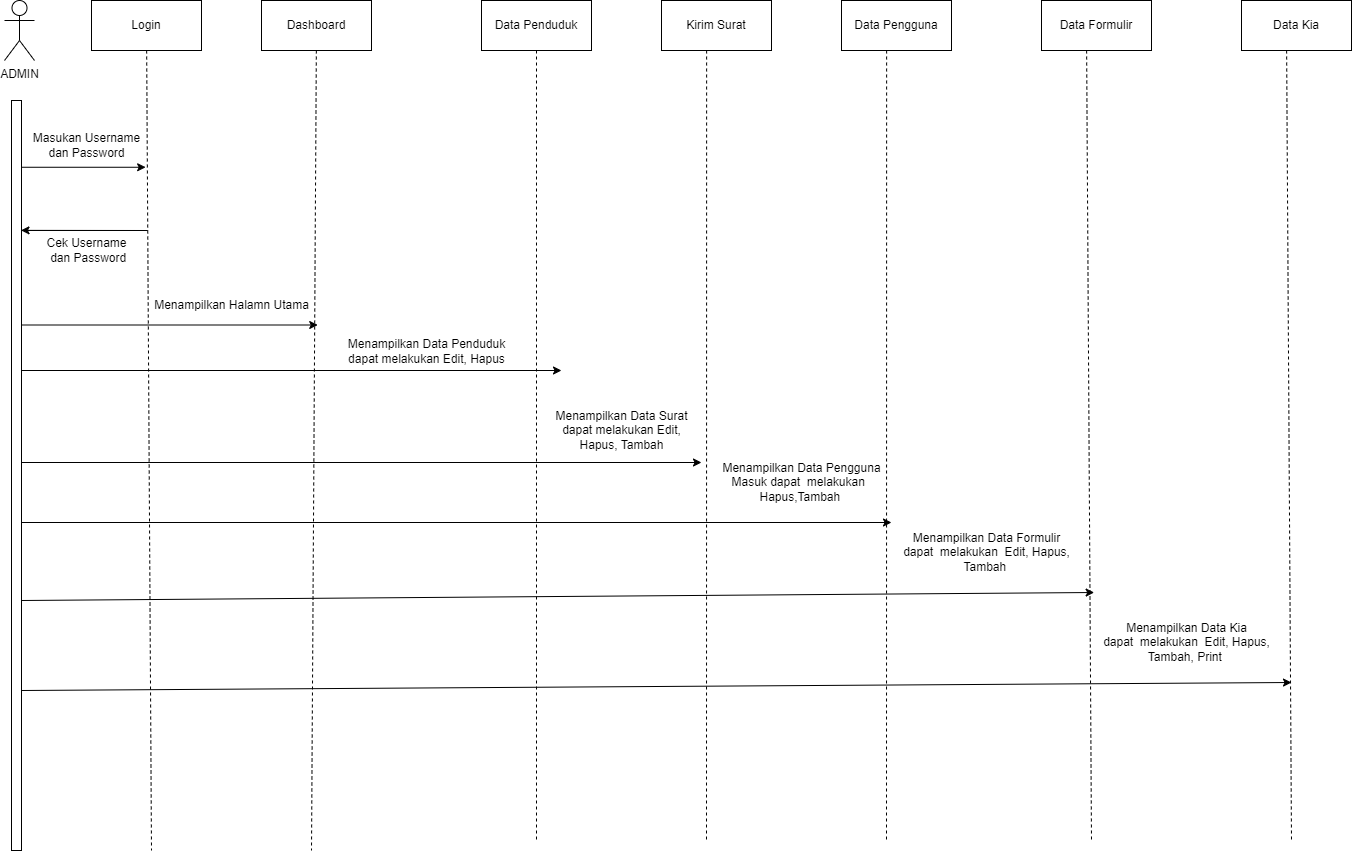 Login
Dashboard
Data Penduduk
Kirim Surat
Data Pengguna
Data Formulir
Data Kia
ADMIN
Masukan Username
dan Password
Cek Username
dan Password
Menampilkan Halamn Utama
Menampilkan Data Penduduk
dapat melakukan Edit, Hapus
Menampilkan Data Surat
dapat melakukan Edit,
Hapus, Tambah
Menampilkan Data Pengguna
Masuk dapat melakukan
Hapus,Tambah
Menampilkan Data Formulir
dapat melakukan Edit, Hapus,
Tambah
Menampilkan Data Kia
dapat melakukan Edit, Hapus,
Tambah, Print